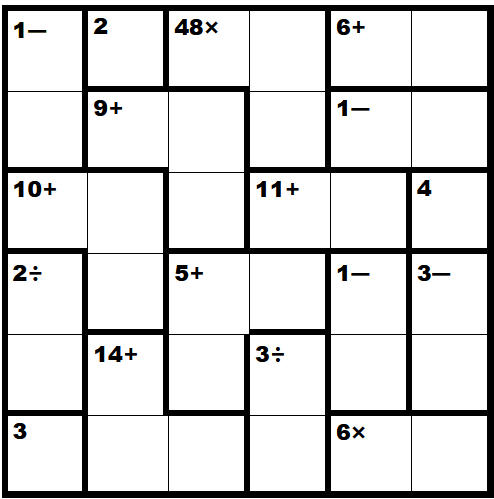 1— 2 48× 6+
9+ 1—
10+ 11+ 4
2÷ 5+ 1— 3—
14+ 3÷
3 6×